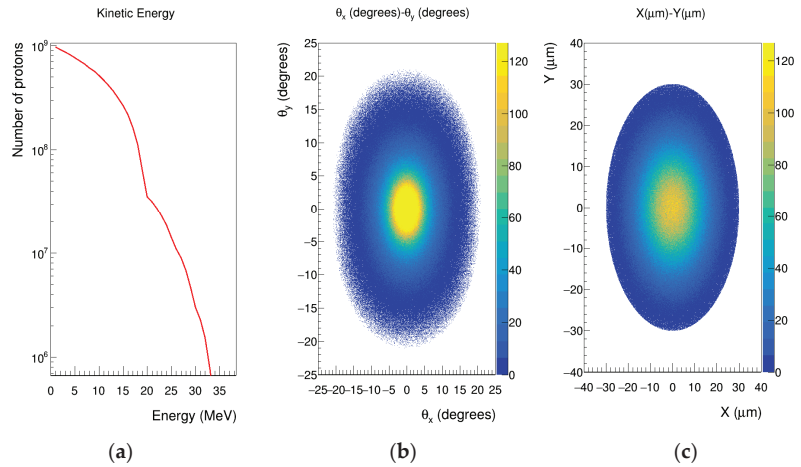 Kinetic Energy
Number of protons
10⁹
10⁸
10⁷
10⁶
0 5 10 15 20 25 30 35
Energy (MeV)
(a)
θx (degrees)-θy (degrees)
θy (degrees)
25
20
15
10
5
0
−5
−10
−15
−20
−25
−25−20−15−10−5 0 5 10 15 20 25
θx (degrees)
120
100
80
60
40
20
0
(b)
X(μm)-Y(μm)
Y (μm)
40
30
20
10
0
−10
−20
−30
−40
−40 −30 −20 −10 0 10 20 30 40
X (μm)
120
100
80
60
40
20
0
(c)